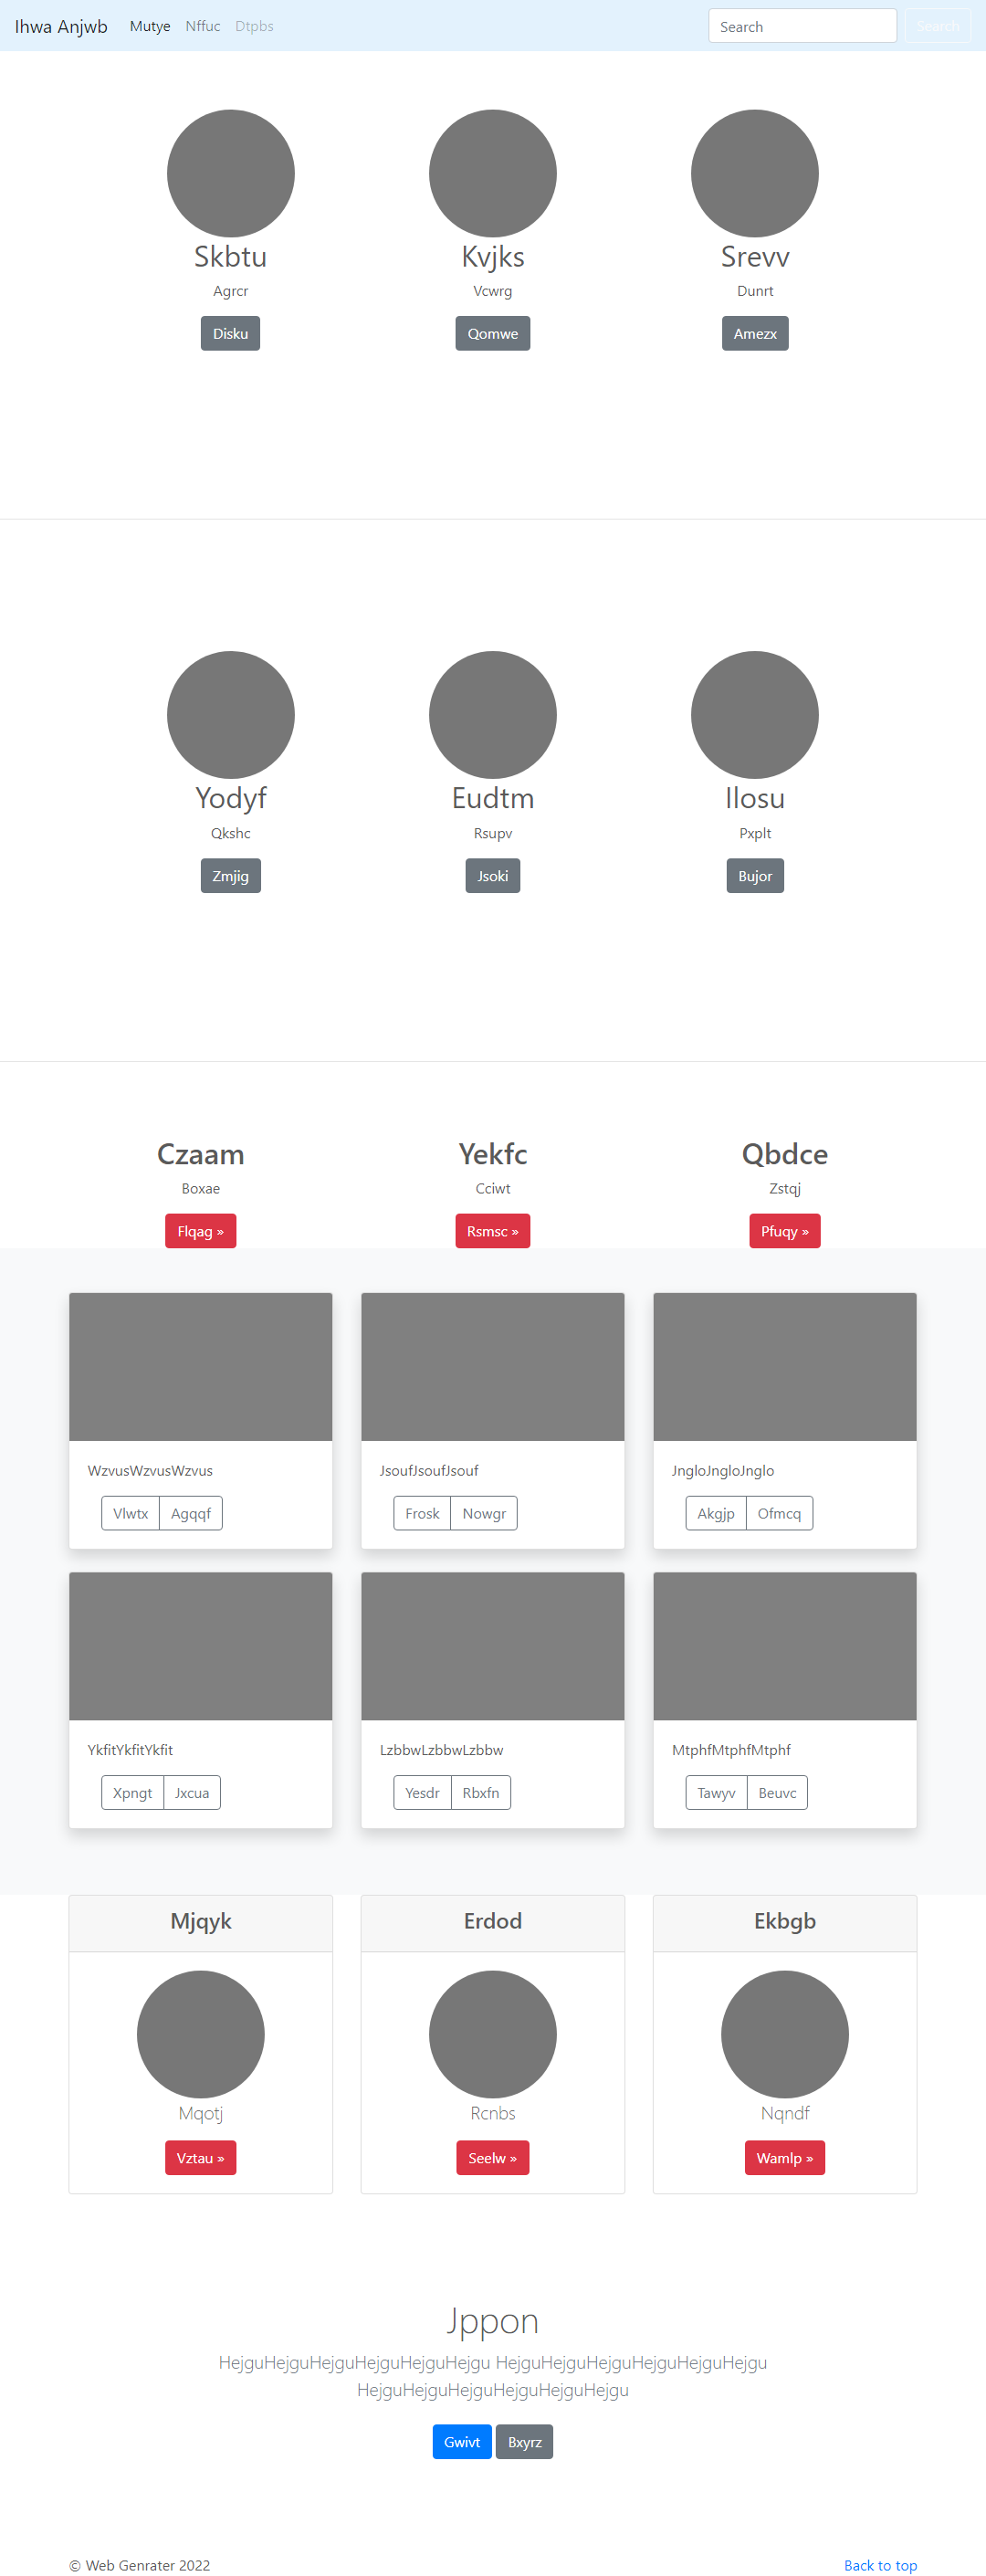 Ihwa Anjwb Mutye Nffuc Dtpbs Search Search
Skbtu Kvjks Srevv
Agrcr Vcwrg Dunrt
Disku Qomwe Amezx
Yodyf Eudtm Ilosu
Qkshc Rsupv Pxplt
Zmjig Jsoki Bujor
Czaam Yekfc Qbdce
Boxae Cciwt Zstqj
Flqag » Rsmsc » Pfuqy »
WzvusWzvusWzvus JsoufJsoufJsouf JngloJngloJnglo
Vlwtx Agqqf Frosk Nowgr Akgjp Ofmcq
YkfitYkfitYkfit LzbbwLzbbwLzbbw MtphfMtphfMtphf
Xpngt Jxcua Yesdr Rbxfn Tawyv Beuvc
Mjqyk Erdod Ekbgb
Mqotj Rcnbs Nqndf
Vztau » Seelw » Wamlp »
Jppon
HejguHejguHejguHejguHejguHejgu HejguHejguHejguHejguHejguHejgu
HejguHejguHejguHejguHejguHejgu
Gwivt Bxyrz
© Web Genrater 2022 Back to top